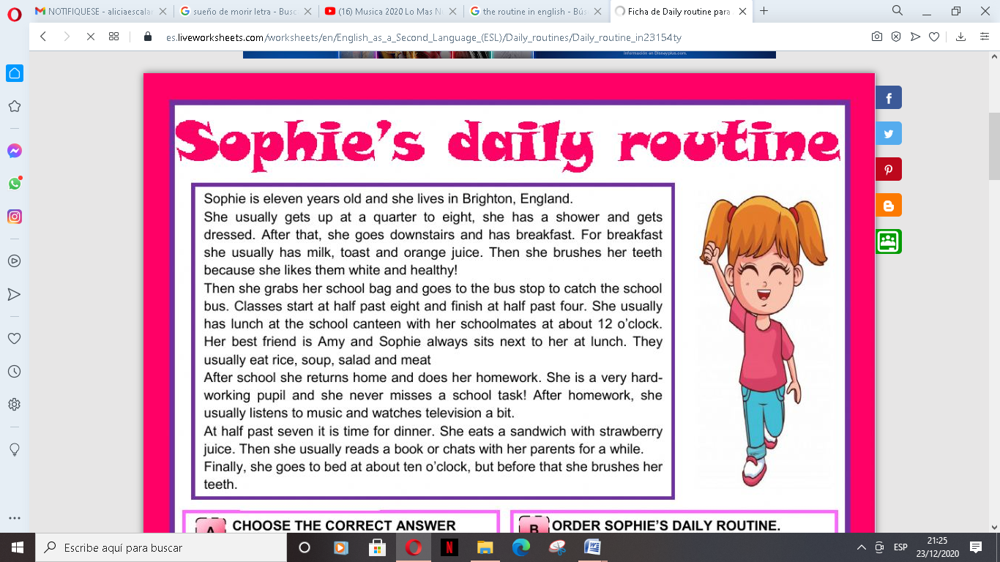 NOTIFIQUESE - aliciaescalar
sueño de morir letra - Busc
(16) Musica 2020 Lo Mas N
the routine in english - Bús
Ficha de Daily routine para
es.liveworksheets.com/worksheets/en/English_as_a_Second_Language_(ESL)/Daily_routines/Daily_routine_in23154ty
Información en Disneyplus.com.
Sophie's daily routine
Sophie is eleven years old and she lives in Brighton, England.
She usually gets up at a quarter to eight, she has a shower and gets
dressed. After that, she goes downstairs and has breakfast. For breakfast
she usually has milk, toast and orange juice. Then she brushes her teeth
because she likes them white and healthy!
Then she grabs her school bag and goes to the bus stop to catch the school
bus. Classes start at half past eight and finish at half past four. She usually
has lunch at the school canteen with her schoolmates at about 12 o'clock.
Her best friend is Amy and Sophie always sits next to her at lunch. They
usually eat rice, soup, salad and meat
After school she returns home and does her homework. She is a very hard-
working pupil and she never misses a school task! After homework, she
usually listens to music and watches television a bit.
At half past seven it is time for dinner. She eats a sandwich with strawberry
juice. Then she usually reads a book or chats with her parents for a while.
Finally, she goes to bed at about ten o'clock, but before that she brushes her
teeth.
A CHOOSE THE CORRECT ANSWER
B ORDER SOPHIE'S DAILY ROUTINE.
Escribe aquí para buscar
ESP
21:25
23/12/2020